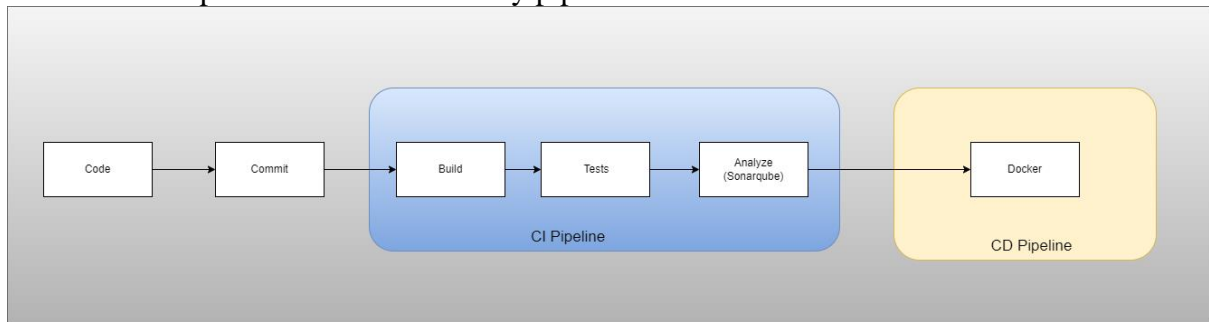 Code
Commit
Build
Tests
Analyze
(Sonarqube)
Docker
CI Pipeline
CD Pipeline